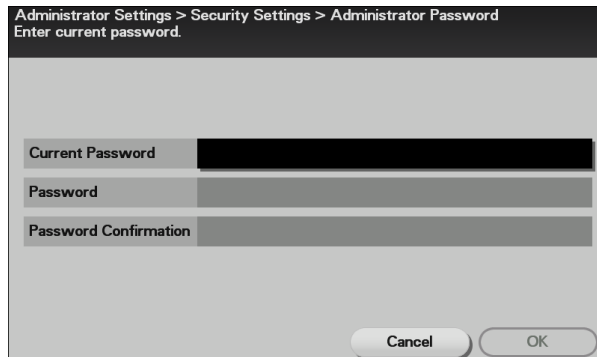 Administrator Settings > Security Settings > Administrator Password
Enter current password.
Current Password
Password
Password Confirmation
Cancel
OK